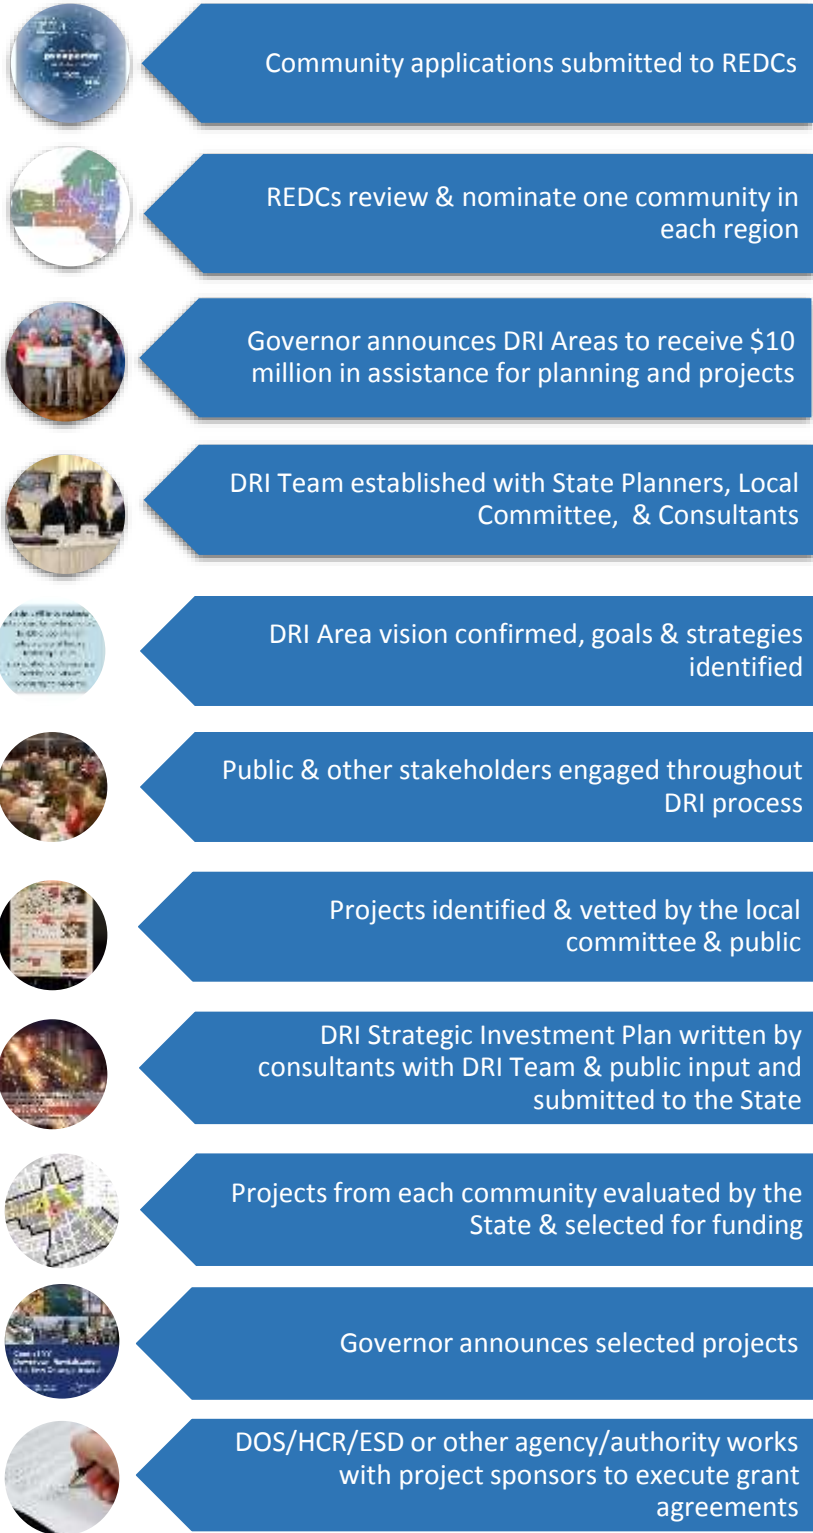 Community applications submitted to REDCs
REDCs review & nominate one community in
each region
Governor announces DRI Areas to receive $10
million in assistance for planning and projects
DRI Team established with State Planners, Local
Committee, & Consultants
DRI Area vision confirmed, goals & strategies
identified
Public & other stakeholders engaged throughout
DRI process
Projects identified & vetted by the local
committee & public
DRI Strategic Investment Plan written by
consultants with DRI Team & public input and
submitted to the State
Projects from each community evaluated by the
State & selected for funding
Governor announces selected projects
DOS/HCR/ESD or other agency/authority works
with project sponsors to execute grant
agreements